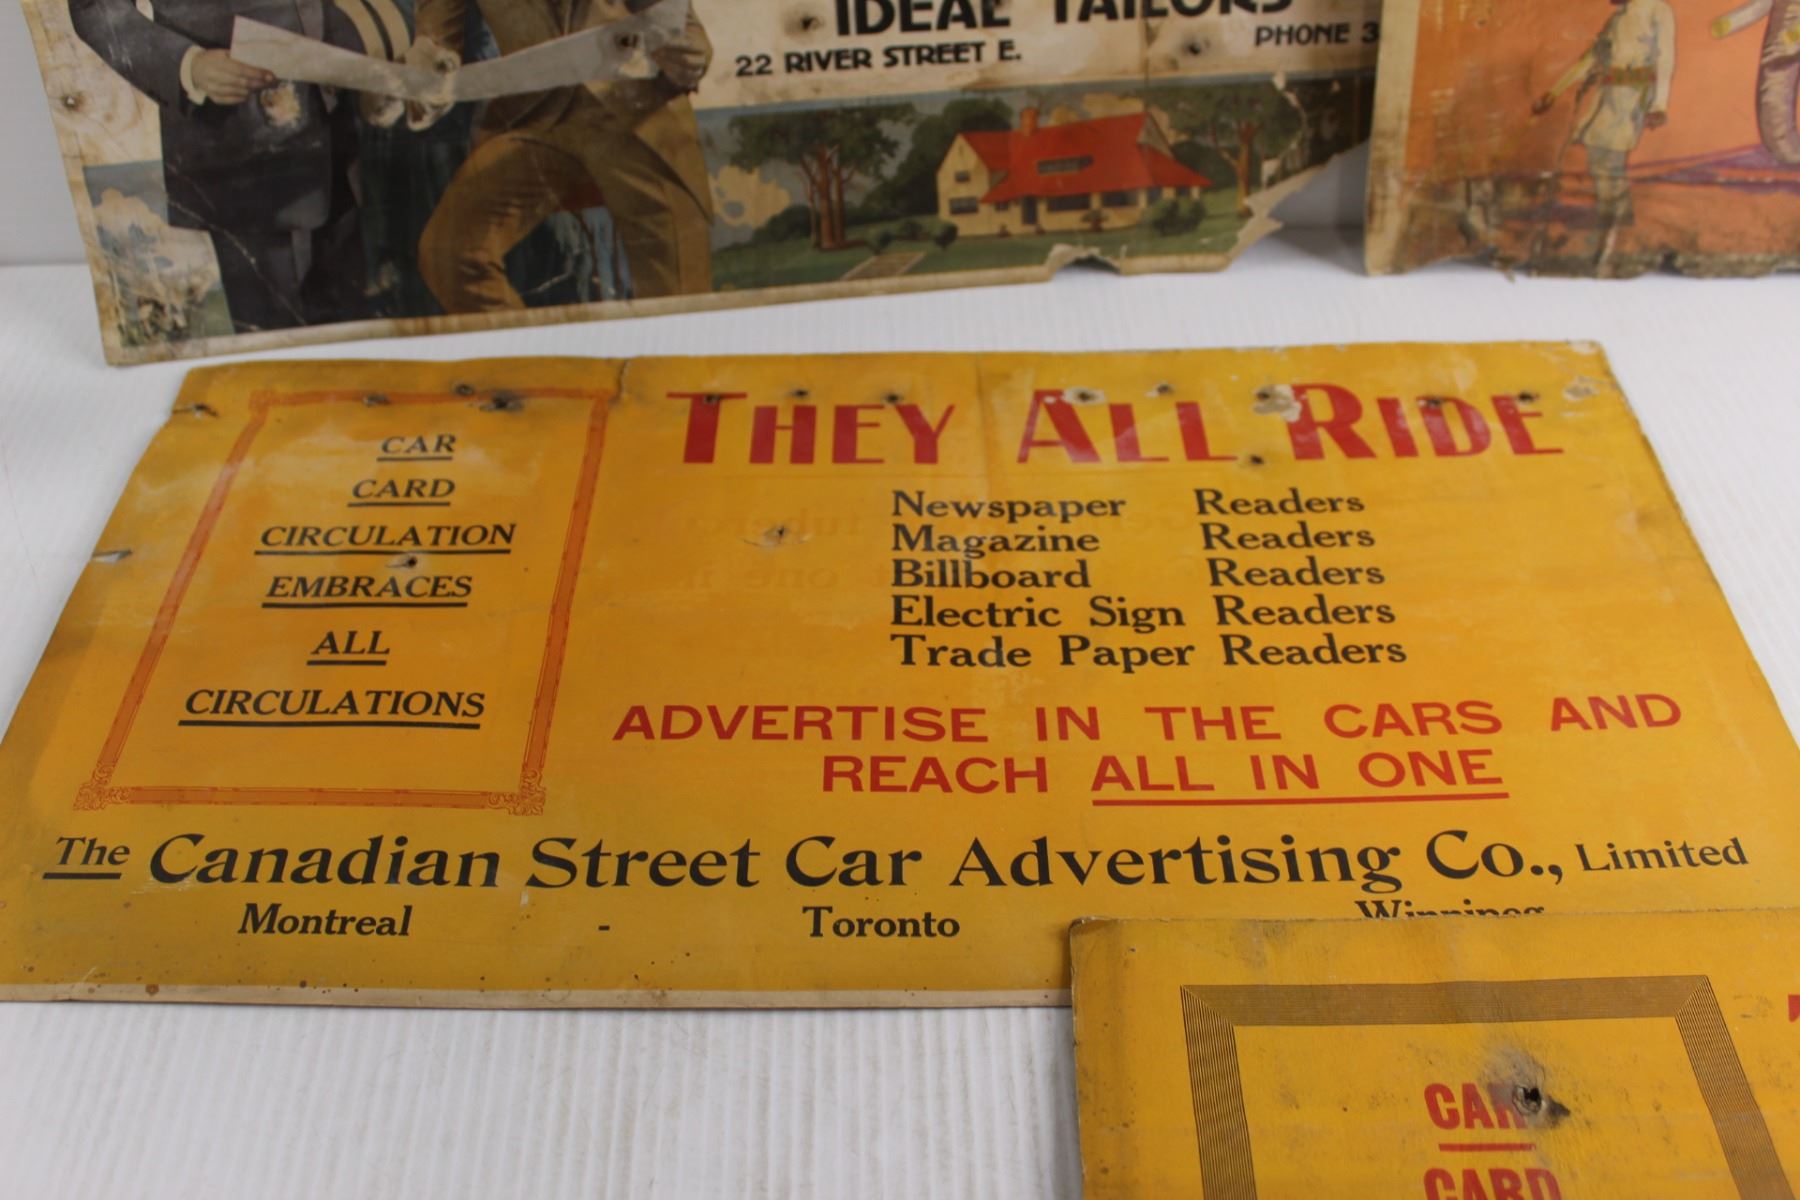 IDEAL TAILORS
22 RIVER STREET E.
PHONE 3
CAR
CARD
CIRCULATION
EMBRACES
ALL
CIRCULATIONS
THEY ALL RIDE
Newspaper Readers
Magazine Readers
Billboard Readers
Electric Sign Readers
Trade Paper Readers
ADVERTISE IN THE CARS AND
REACH ALL IN ONE
The Canadian Street Car Advertising Co., Limited
Montreal - Toronto Winnipeg
CAR
CARD